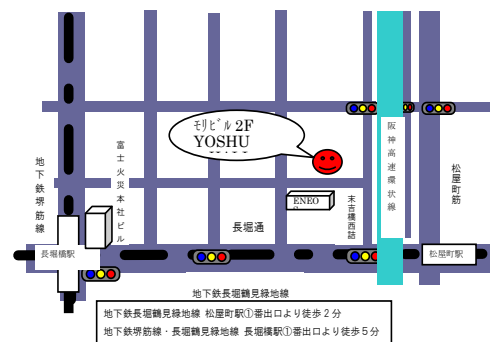 モリビル 2F
YOSHU
地下鉄堺筋線
富士火災本社ビル
ENEO
長堀通
末吉橋西詰
阪神高速環状線
松屋町筋
長堀橋駅
松屋町駅
地下鉄長堀鶴見緑地線
地下鉄長堀鶴見緑地線 松屋町駅①番出口より徒歩2分
地下鉄堺筋線・長堀鶴見緑地線 長堀橋駅①番出口より徒歩5分